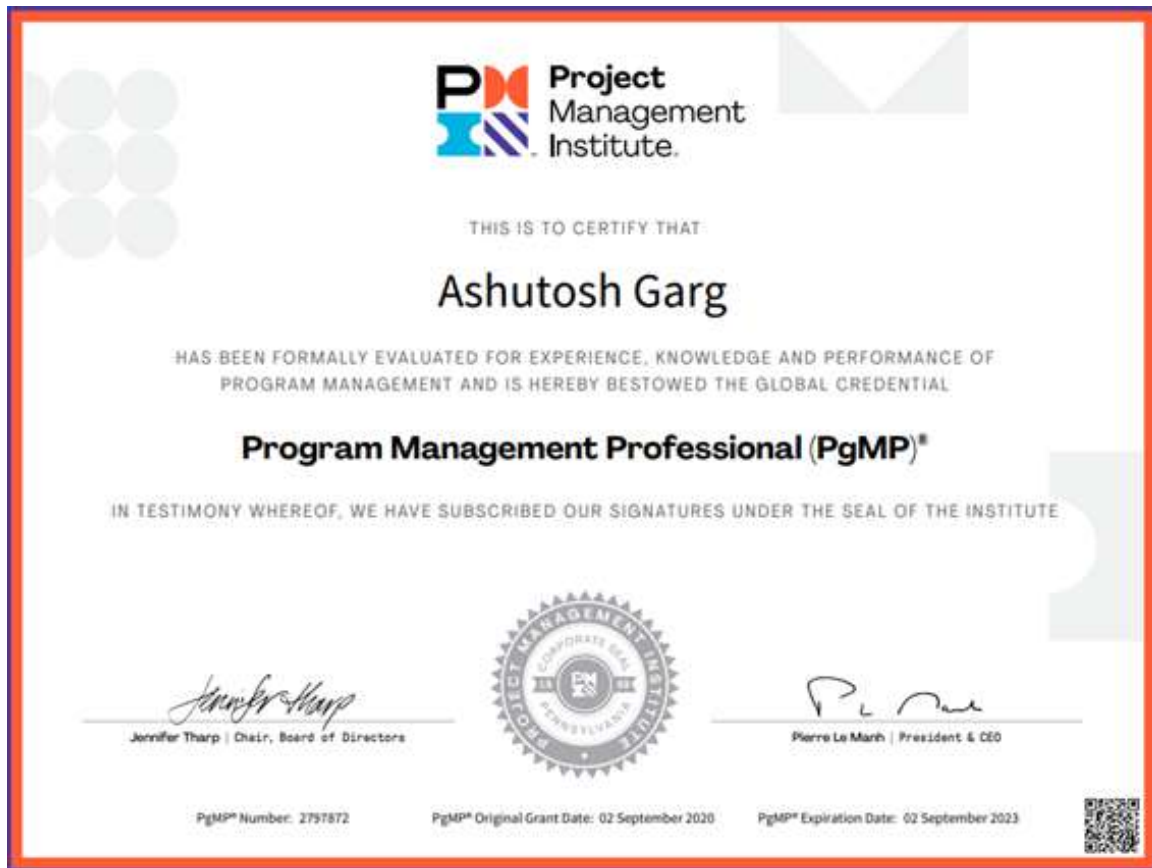 Project
Management
Institute.
THIS IS TO CERTIFY THAT
Ashutosh Garg
HAS BEEN FORMALLY EVALUATED FOR EXPERIENCE, KNOWLEDGE AND PERFORMANCE OF
PROGRAM MANAGEMENT AND IS HEREBY BESTOWED THE GLOBAL CREDENTIAL
Program Management Professional (PgMP)®
IN TESTIMONY WHEREOF, WE HAVE SUBSCRIBED OUR SIGNATURES UNDER THE SEAL OF THE INSTITUTE
PROJECT MANAGEMENT INSTITUTE
CORPORATE SEAL
PENNSYLVANIA
Jennifer Tharp
Jennifer Tharp | Chair, Board of Directors
Pierre Le Manh | President & CEO
PgMP® Number: 2797872
PgMP® Original Grant Date: 02 September 2020
PgMP® Expiration Date: 02 September 2023